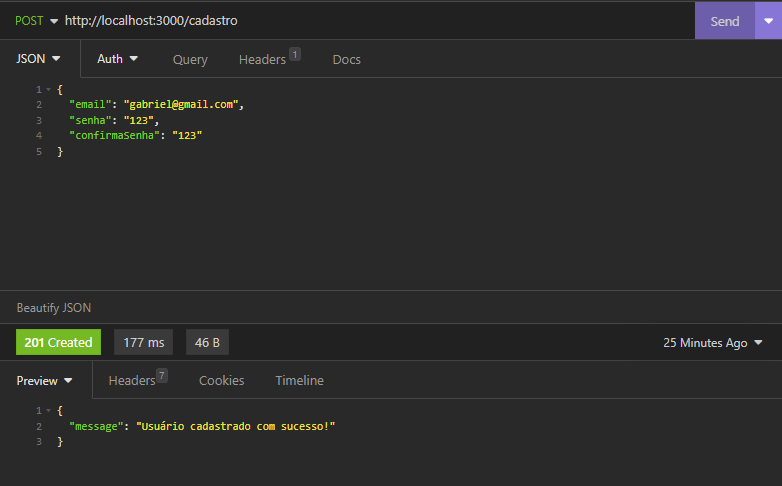 POST http://localhost:3000/cadastro Send
JSON Auth Query Headers 1 Docs
1 {
2 "email": "gabriel@gmail.com",
3 "senha": "123",
4 "confirmaSenha": "123"
5 }
Beautify JSON
201 Created 177 ms 46 B 25 Minutes Ago
Preview Headers 7 Cookies Timeline
1 {
2 "message": "Usuário cadastrado com sucesso!"
3 }